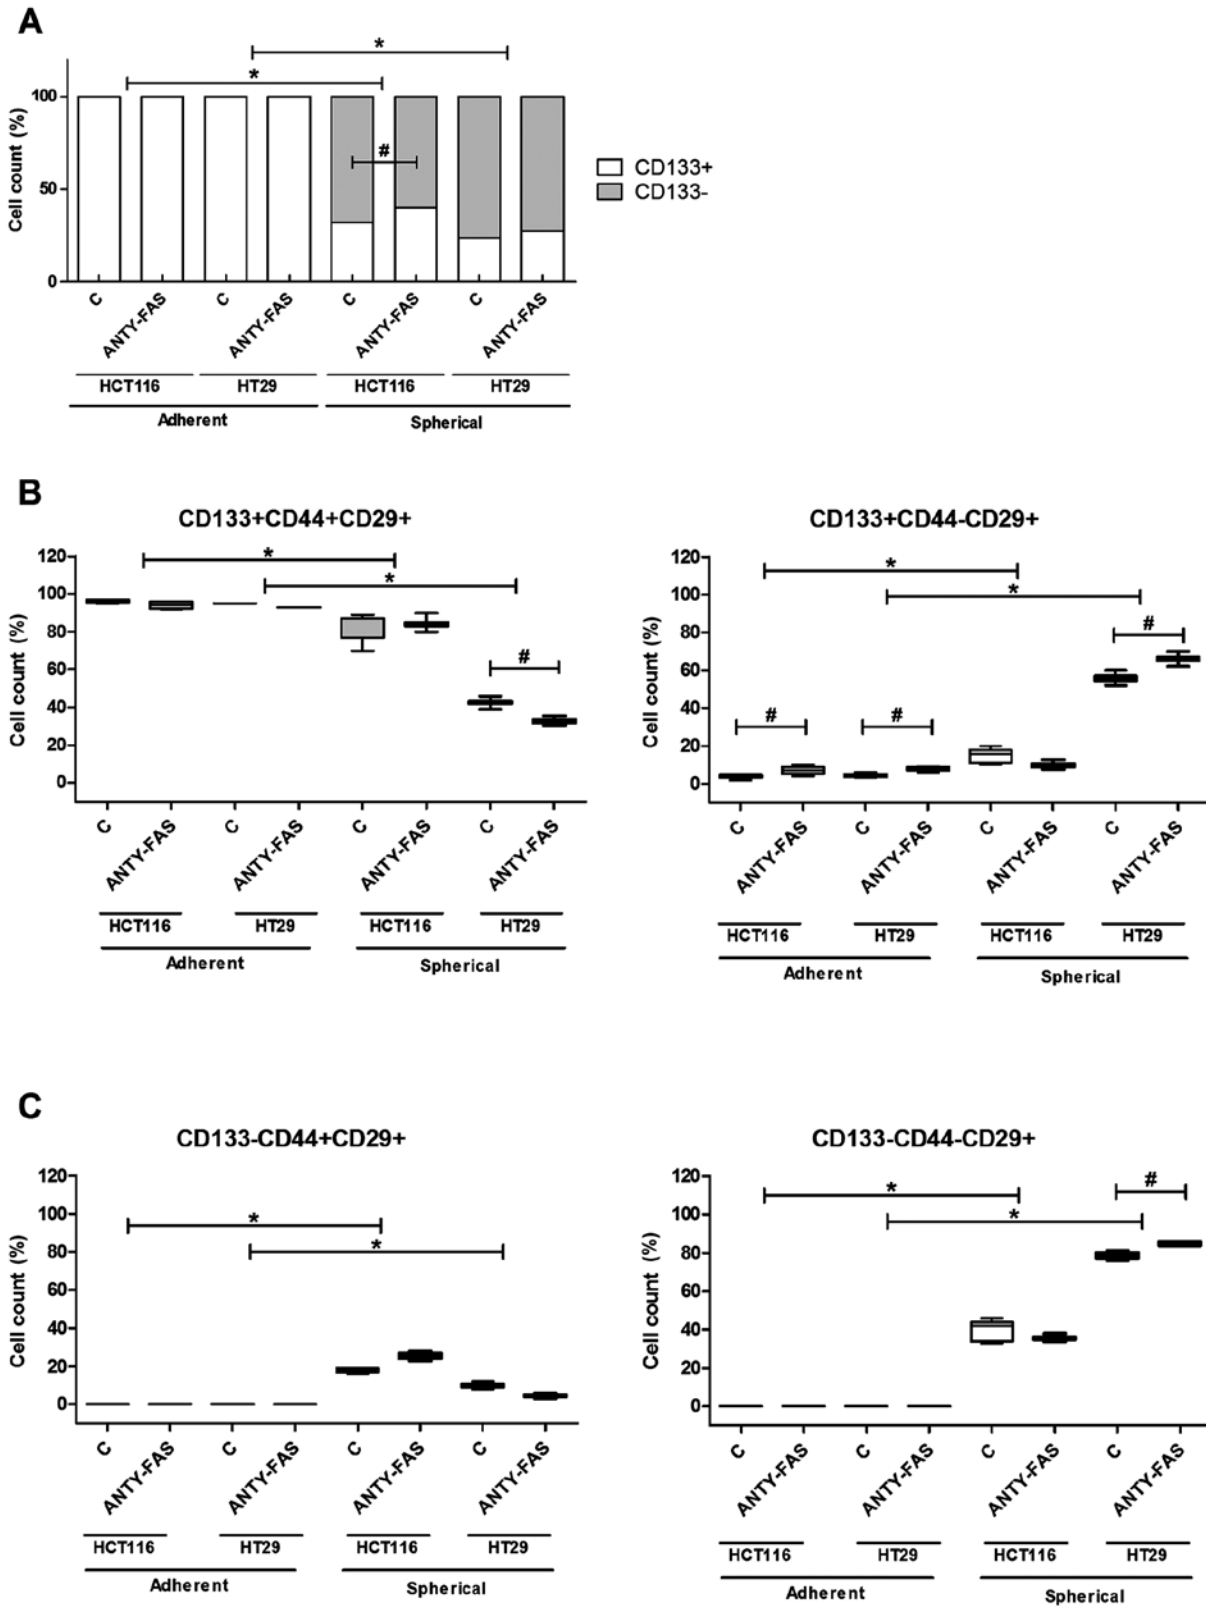 A
*
*
100
#
CD133+
CD133-
50
0
Cell count (%)
C ANTY-FAS C ANTY-FAS C ANTY-FAS C ANTY-FAS
HCT116 HT29 HCT116 HT29
Adherent Spherical
B
CD133+CD44+CD29+
120
100
80
60
40
20
0
Cell count (%)
*
*
#
C ANTY-FAS C ANTY-FAS C ANTY-FAS C ANTY-FAS
HCT116 HT29 HCT116 HT29
Adherent Spherical
CD133+CD44-CD29+
120
100
80
60
40
20
0
Cell count (%)
*
*
#
# #
C ANTY-FAS C ANTY-FAS C ANTY-FAS C ANTY-FAS
HCT116 HT29 HCT116 HT29
Adherent Spherical
C
CD133-CD44+CD29+
120
100
80
60
40
20
0
Cell count (%)
*
*
C ANTY-FAS C ANTY-FAS C ANTY-FAS C ANTY-FAS
HCT116 HT29 HCT116 HT29
Adherent Spherical
CD133-CD44-CD29+
120
100
80
60
40
20
0
Cell count (%)
* #
*
C ANTY-FAS C ANTY-FAS C ANTY-FAS C ANTY-FAS
HCT116 HT29 HCT116 HT29
Adherent Spherical